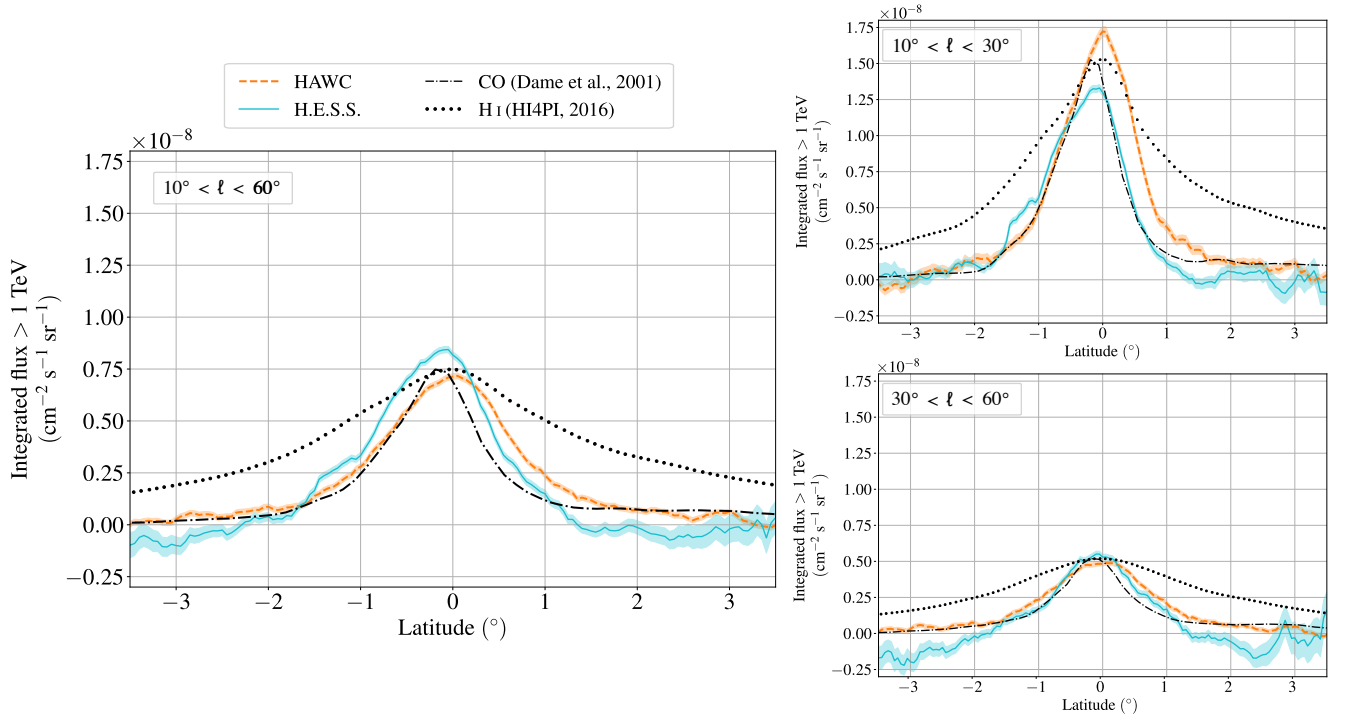 HAWC
H.E.S.S.
CO (Dame et al., 2001)
H I (HI4PI, 2016)
×10−8
10° < ℓ < 60°
1.75
1.50
1.25
1.00
0.75
0.50
0.25
0.00
−0.25
Integrated flux > 1 TeV
(cm−2 s−1 sr−1)
−3 −2 −1 0 1 2 3
Latitude (°)
×10−8
10° < ℓ < 30°
1.75
1.50
1.25
1.00
0.75
0.50
0.25
0.00
−0.25
Integrated flux > 1 TeV
(cm−2 s−1 sr−1)
−3 −2 −1 0 1 2 3
Latitude (°)
×10−8
30° < ℓ < 60°
1.75
1.50
1.25
1.00
0.75
0.50
0.25
0.00
−0.25
Integrated flux > 1 TeV
(cm−2 s−1 sr−1)
−3 −2 −1 0 1 2 3
Latitude (°)